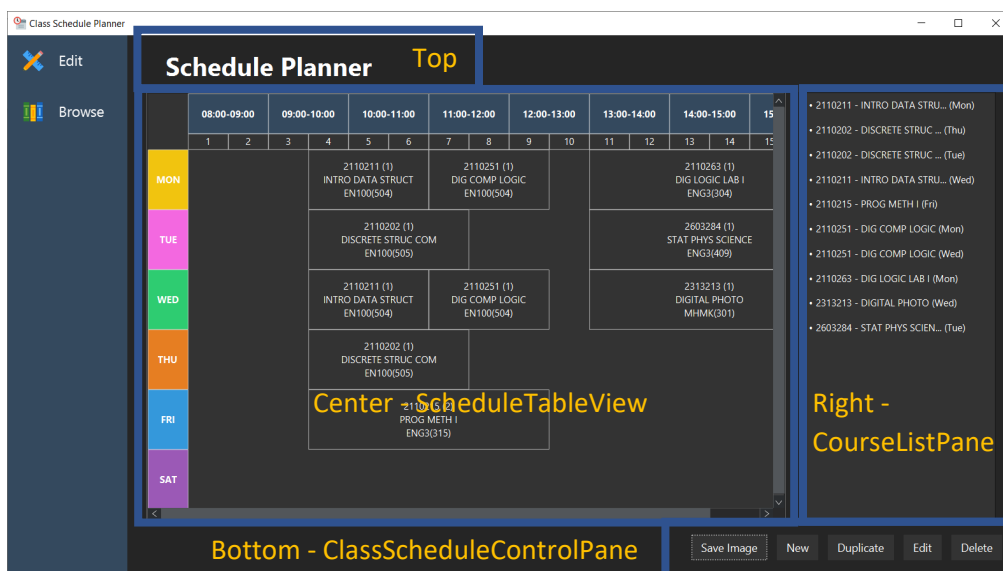 Class Schedule Planner
Edit
Browse
Schedule Planner
Top
08:00-09:00 09:00-10:00 10:00-11:00 11:00-12:00 12:00-13:00 13:00-14:00 14:00-15:00 15
1 2 3 4 5 6 7 8 9 10 11 12 13 14 15
MON
2110211 (1)
INTRO DATA STRUCT
EN100(504)
2110251 (1)
DIG COMP LOGIC
EN100(504)
2110263 (1)
DIG LOGIC LAB I
ENG3(304)
TUE
2110202 (1)
DISCRETE STRUC COM
EN100(505)
2603284 (1)
STAT PHYS SCIENCE
ENG3(409)
WED
2110211 (1)
INTRO DATA STRUCT
EN100(504)
2110251 (1)
DIG COMP LOGIC
EN100(504)
2313213 (1)
DIGITAL PHOTO
MHMK(301)
THU
2110202 (1)
DISCRETE STRUC COM
EN100(505)
FRI
PROG METH I
ENG3(315)
Center - ScheduleTableView
SAT
• 2110211 - INTRO DATA STRU... (Mon)
• 2110202 - DISCRETE STRUC ... (Thu)
• 2110202 - DISCRETE STRUC ... (Tue)
• 2110211 - INTRO DATA STRU... (Wed)
• 2110215 - PROG METH I (Fri)
• 2110251 - DIG COMP LOGIC (Mon)
• 2110251 - DIG COMP LOGIC (Wed)
• 2110263 - DIG LOGIC LAB I (Mon)
• 2313213 - DIGITAL PHOTO (Wed)
• 2603284 - STAT PHYS SCIEN... (Tue)
Right -
CourseListPane
Bottom - ClassScheduleControlPane
Save Image New Duplicate Edit Delete